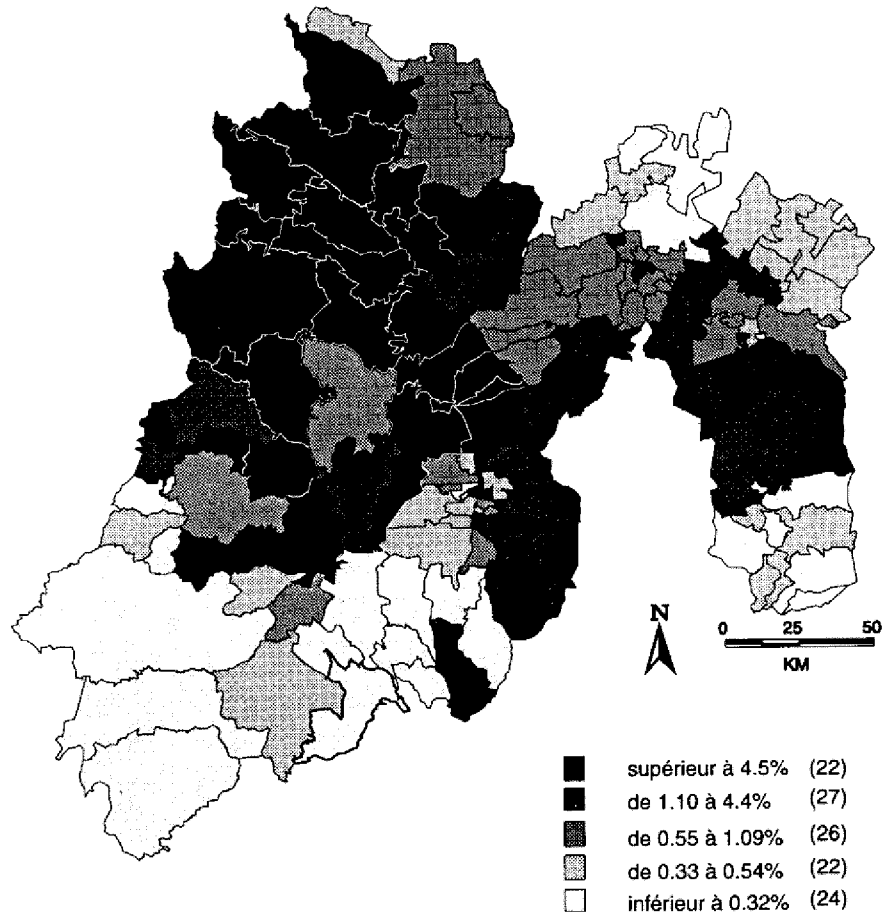 N
0 25 50
KM
supérieur à 4.5% (22)
de 1.10 à 4.4% (27)
de 0.55 à 1.09% (26)
de 0.33 à 0.54% (22)
inférieur à 0.32% (24)